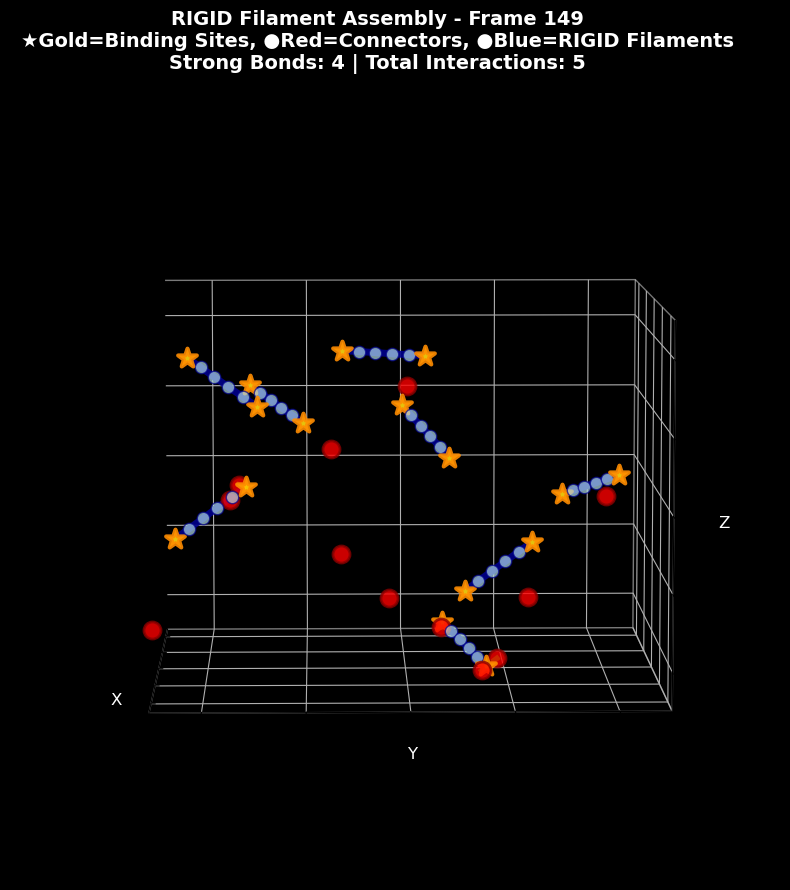 RIGID Filament Assembly - Frame 149
★Gold=Binding Sites, ●Red=Connectors, ●Blue=RIGID Filaments
Strong Bonds: 4 | Total Interactions: 5
Z
X
Y